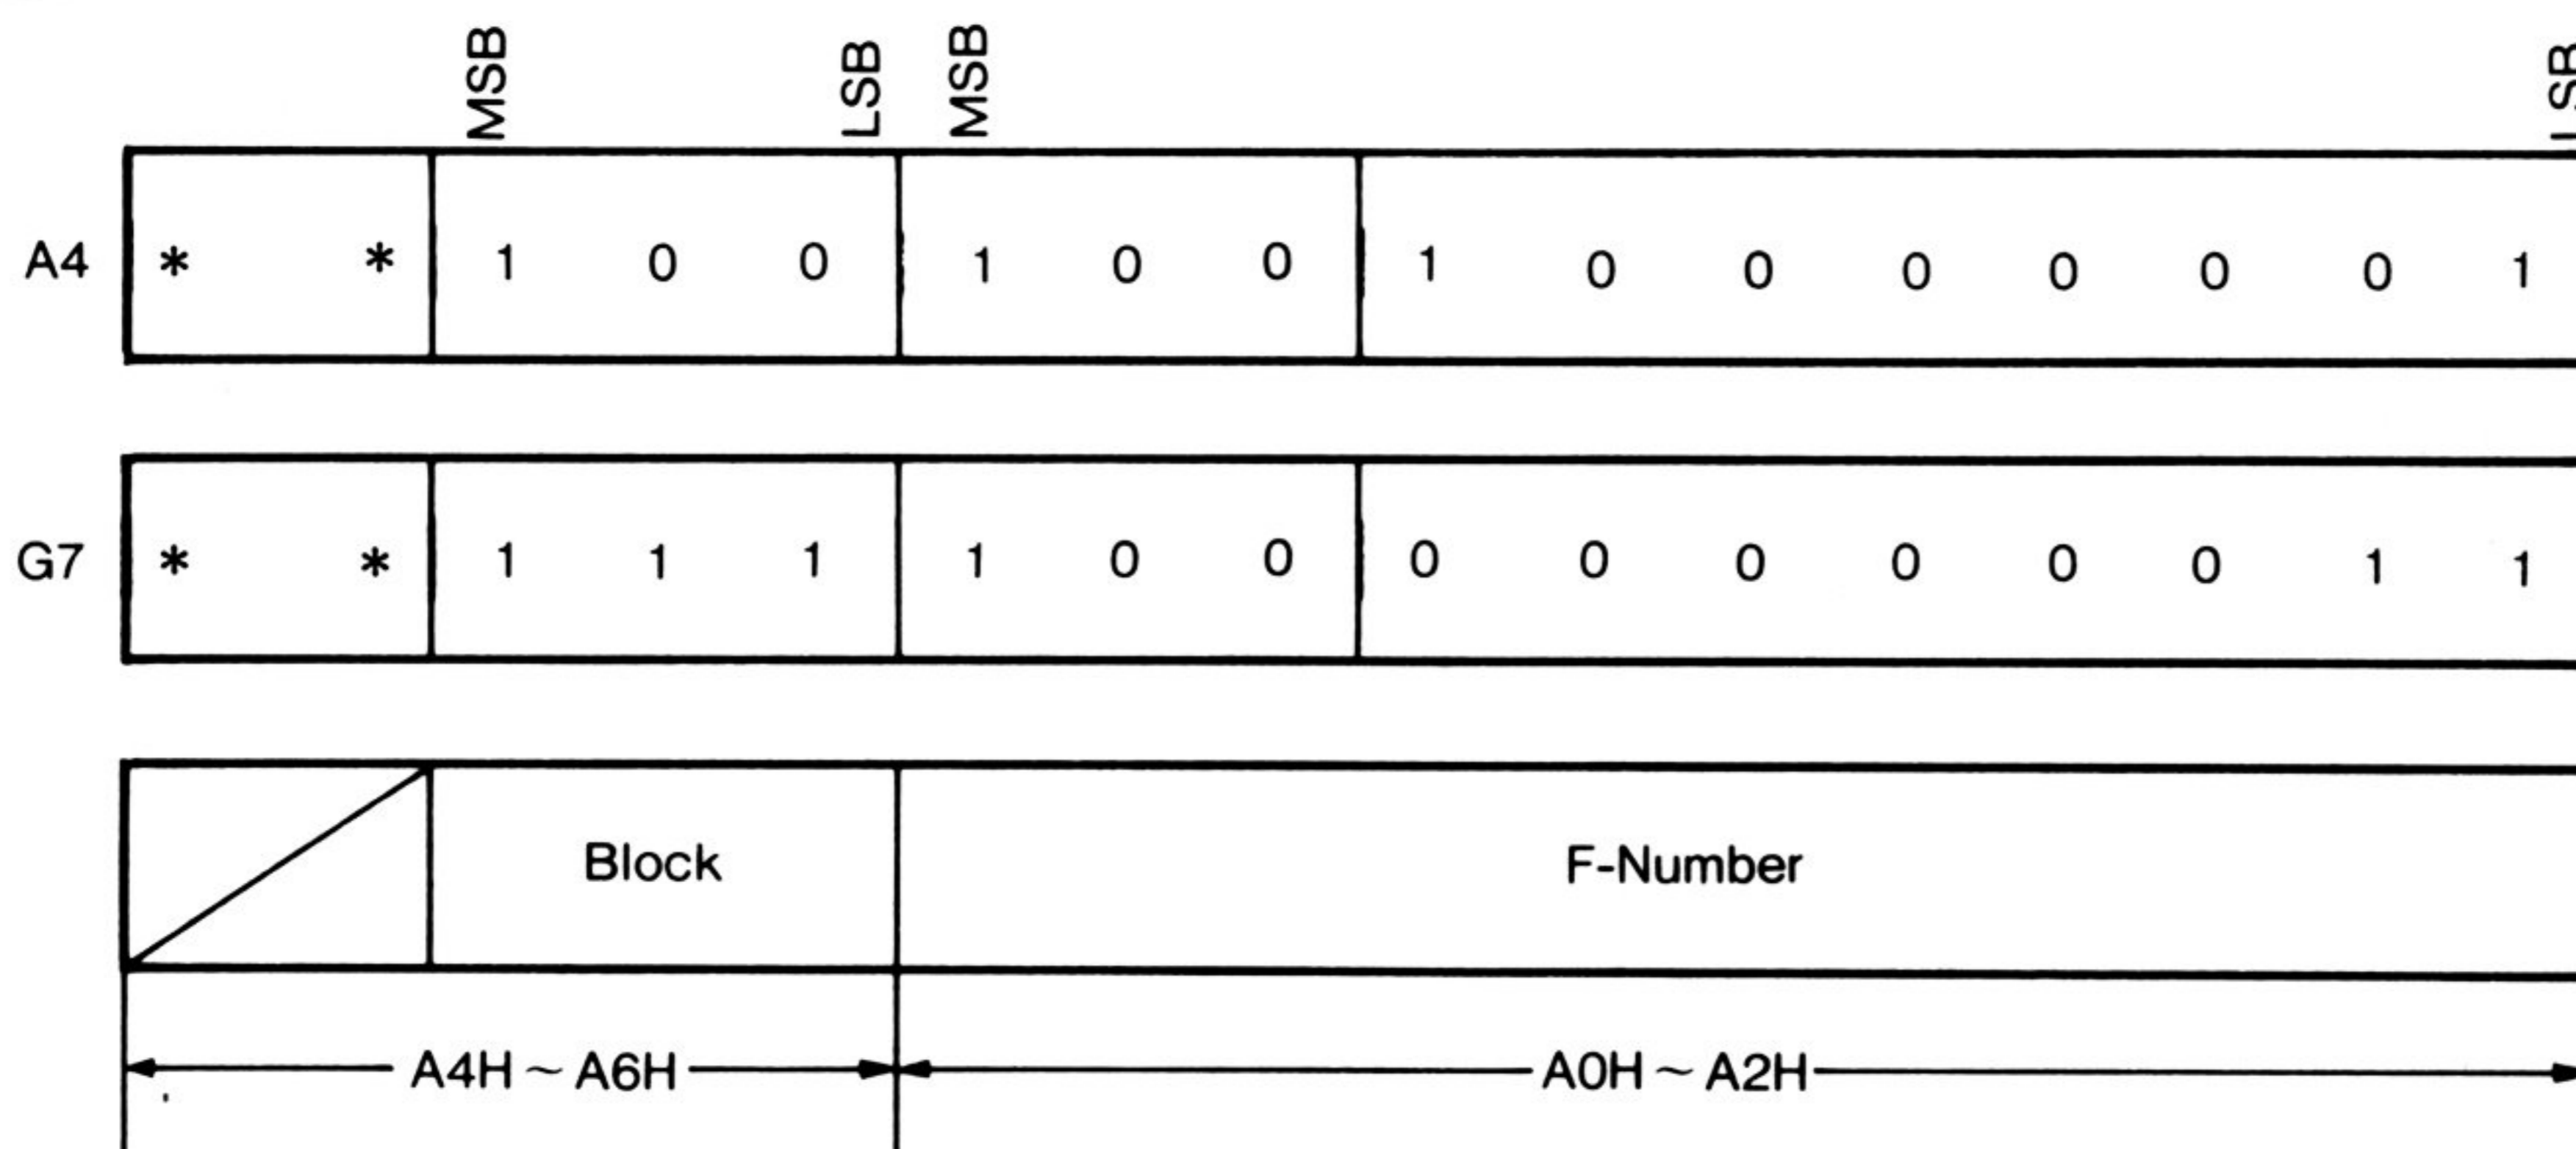 MSB LSB MSB LSB
A4 * * 1 0 0 1 0 0 1 0 0 0 0 0 0 1
G7 * * 1 1 1 1 0 0 0 0 0 0 0 0 1 1
Block F-Number
A4H ~ A6H A0H ~ A2H